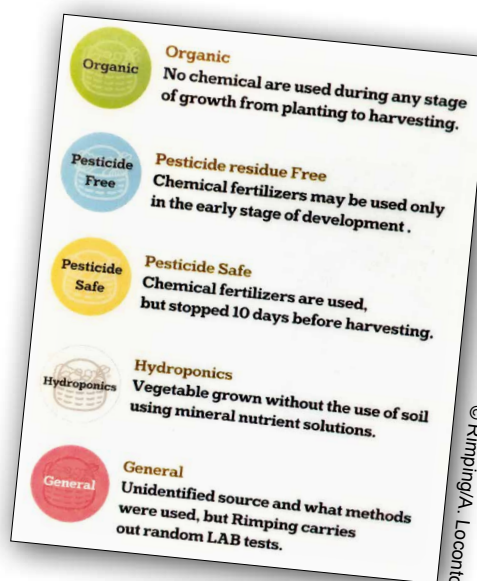 Organic
Organic
No chemical are used during any stage
of growth from planting to harvesting.
Pesticide
Free
Pesticide residue Free
Chemical fertilizers may be used only
in the early stage of development .
Pesticide
Safe
Pesticide Safe
Chemical fertilizers are used,
but stopped 10 days before harvesting.
Hydroponics
Hydroponics
Vegetable grown without the use of soil
using mineral nutrient solutions.
General
General
Unidentified source and what methods
were used, but Rimping carries
out random LAB tests.
© Rimping/A. Loconto